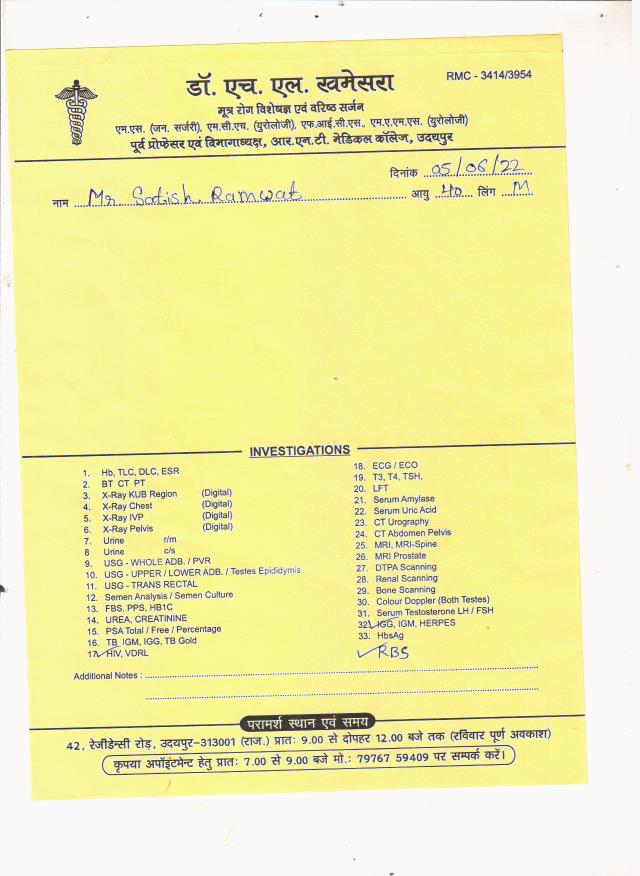 डॉ. एच. एल. खमेसरा
RMC - 3414/3954
मूत्र रोग विशेषज्ञ एवं वरिष्ठ सर्जन
एम.एस. (जन. सर्जरी), एम.सी.एच. (यूरोलोजी), एफ.आई.सी.एस., एम.ए.एम.एस. (यूरोलोजी)
पूर्व प्रोफेसर एवं विभागाध्यक्ष, आर.एन.टी. मेडिकल कॉलेज, उदयपुर
दिनांक 05/06/22
नाम Mr. Satish Ramwat आयु 40 लिंग M
INVESTIGATIONS
1. Hb, TLC, DLC, ESR
2. BT CT PT
3. X-Ray KUB Region (Digital)
4. X-Ray Chest (Digital)
5. X-Ray IVP (Digital)
6. X-Ray Pelvis (Digital)
7. Urine r/m
8 Urine c/s
9. USG - WHOLE ADB. / PVR
10. USG - UPPER / LOWER ADB. / Testes Epididymis
11. USG - TRANS RECTAL
12. Semen Analysis / Semen Culture
13. FBS, PPS, HB1C
14. UREA, CREATININE
15. PSA Total / Free / Percentage
16. TB IGM, IGG, TB Gold
17. ✓ HIV, VDRL
18. ECG / ECO
19. T3, T4, TSH,
20. LFT
21. Serum Amylase
22. Serum Uric Acid
23. CT Urography
24. CT Abdomen Pelvis
25. MRI, MRI-Spine
26. MRI Prostate
27. DTPA Scanning
28. Renal Scanning
29. Bone Scanning
30. Colour Doppler (Both Testes)
31. Serum Testosterone LH / FSH
32. ✓ IGG, IGM, HERPES
33. HbsAg
✓ RBS
Additional Notes :
परामर्श स्थान एवं समय
42, रेजीडेन्सी रोड़, उदयपुर-313001 (राज.) प्रातः 9.00 से दोपहर 12.00 बजे तक (रविवार पूर्ण अवकाश)
कृपया अपॉइंटमेन्ट हेतु प्रातः 7.00 से 9.00 बजे मो.: 79767 59409 पर सम्पर्क करें।